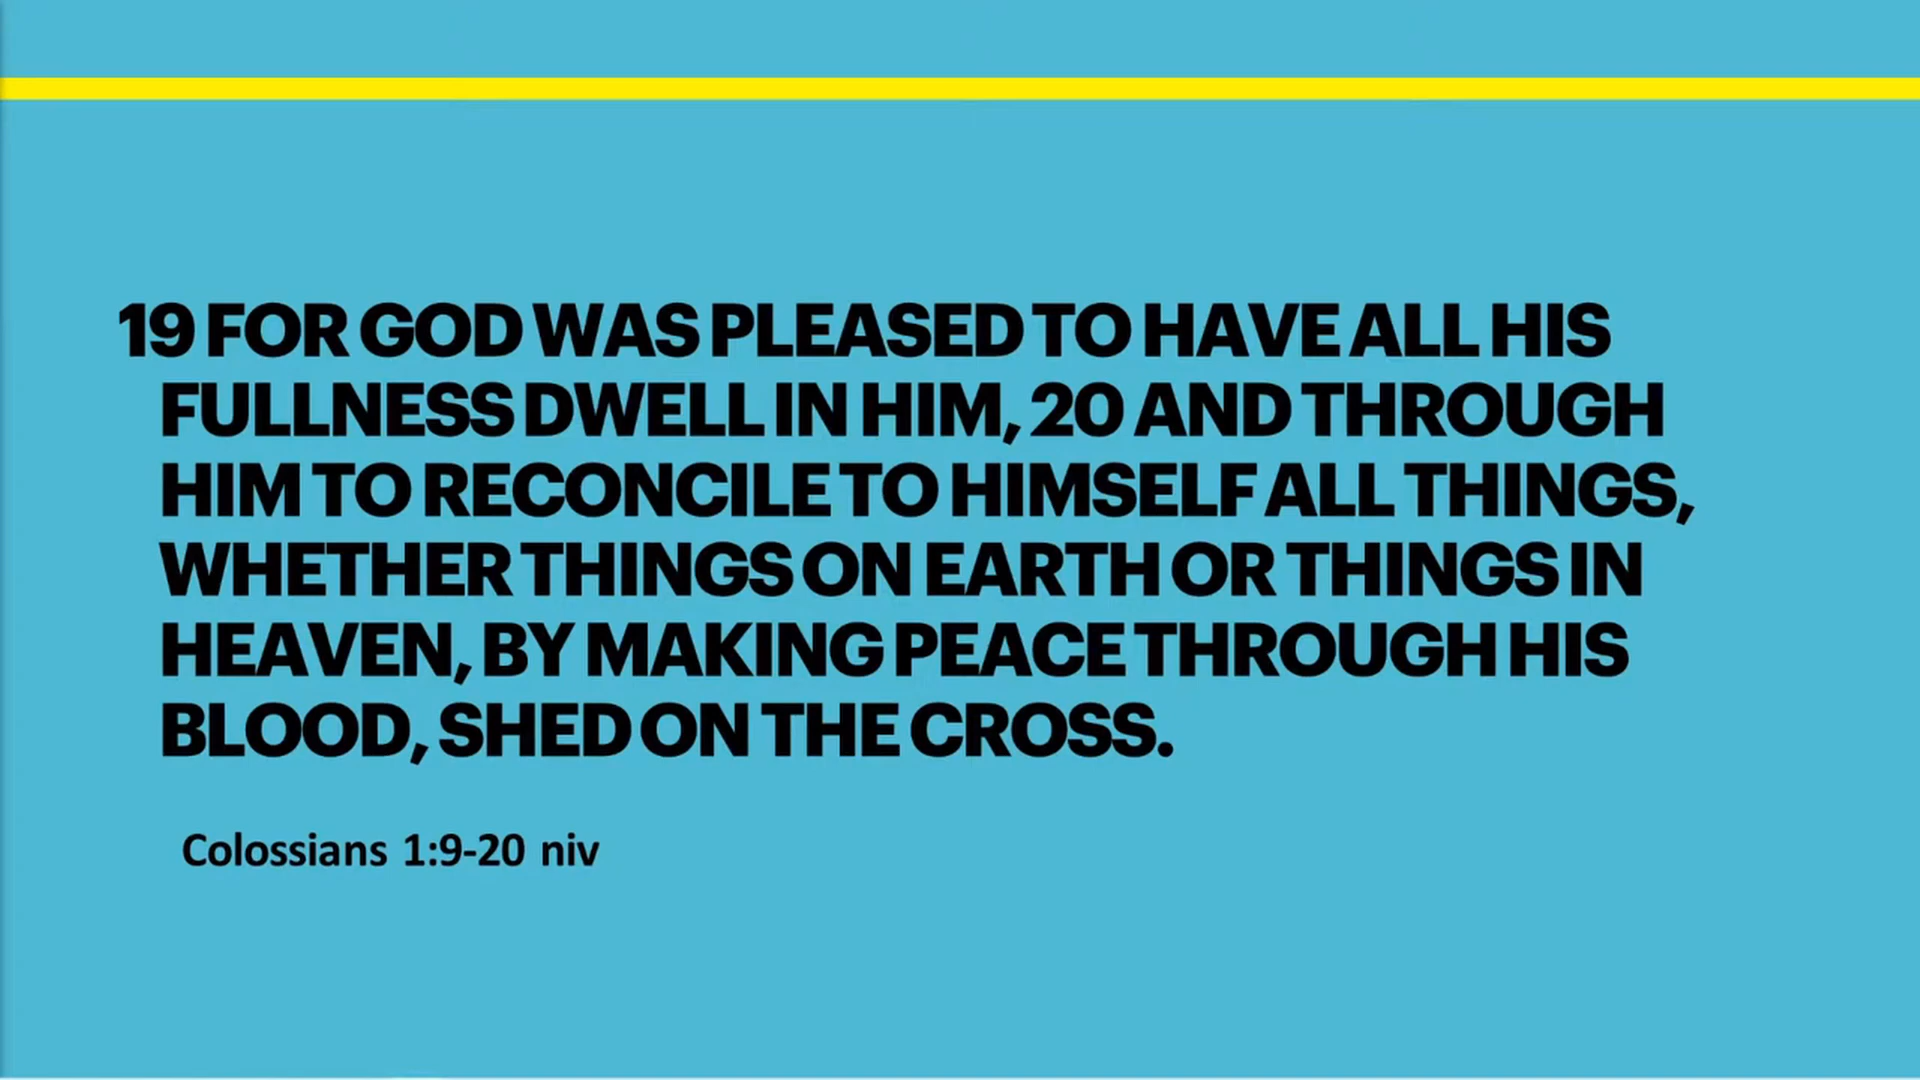 19 FOR GOD WAS PLEASED TO HAVE ALL HIS
FULLNESS DWELL IN HIM, 20 AND THROUGH
HIM TO RECONCILE TO HIMSELF ALL THINGS,
WHETHER THINGS ON EARTH OR THINGS IN
HEAVEN, BY MAKING PEACE THROUGH HIS
BLOOD, SHED ON THE CROSS.
Colossians 1:9-20 niv